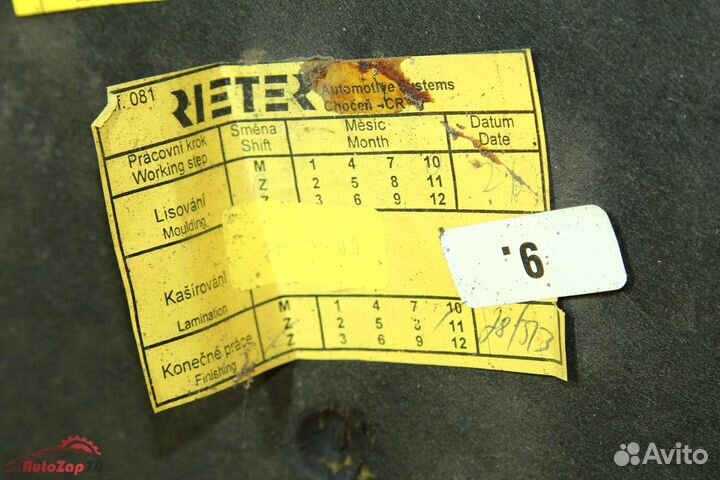 081
RIETER Automotive Systems
Choceň - ČR
Pracovní krok Směna Měsíc Datum
Working step Shift Month Date
Lisování M 1 4 7 10
Moulding Z 2 5 8 11
3 6 9 12
6.
Kašírování
Lamination
Konečné práce M 1 4 7 10
Finishing Z 2 5 8 11
Z 3 6 9 12
AutoZap70
Avito